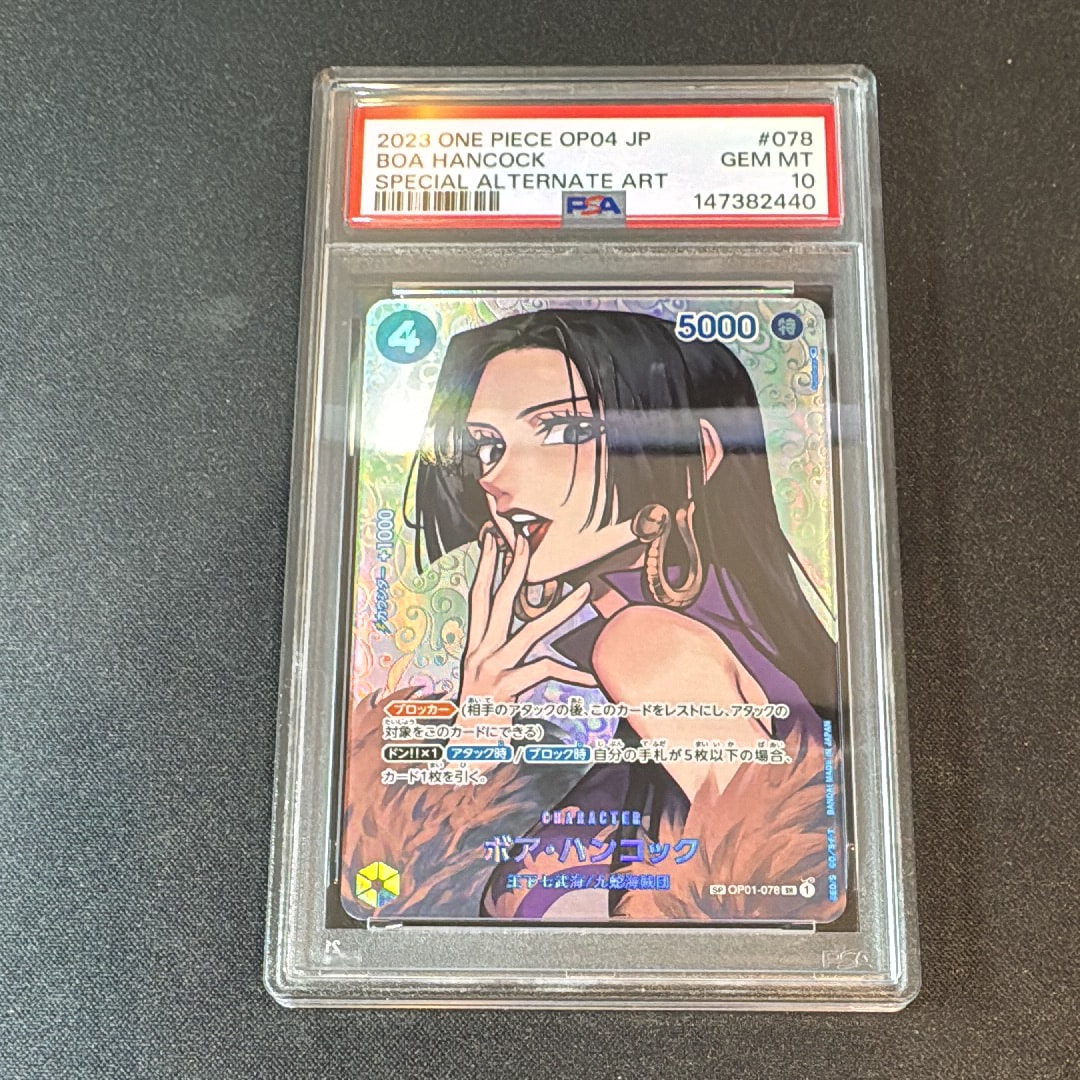 2023 ONE PIECE OP04 JP #078
BOA HANCOCK GEM MT
SPECIAL ALTERNATE ART 10
PSA 147382440
4 5000 特
カウンター +1000
ブロッカー (相手のアタックの後、このカードをレストにし、アタックの
対象をこのカードにできる)
ドン!!×1 アタック時 / ブロック時 自分の手札が5枚以下の場合、
カード1枚を引く。
CHARACTER
ボア・ハンコック
王下七武海/九蛇海賊団
SP OP01-078 SR 1
BANDAI MADE IN JAPAN
PSA